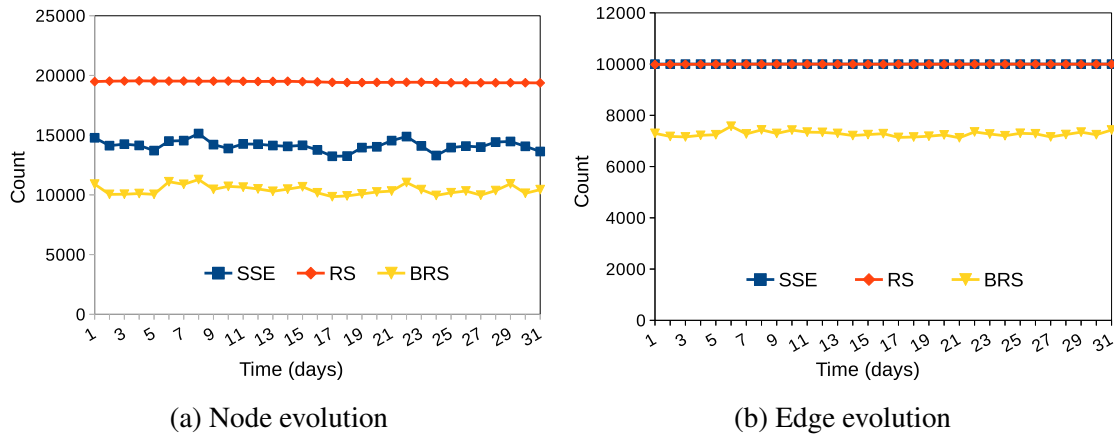 25000
20000
15000
10000
5000
0
Count
SSE RS BRS
1 3 5 7 9 11 13 15 17 19 21 23 25 27 29 31
Time (days)
(a) Node evolution
12000
10000
8000
6000
4000
2000
0
Count
SSE RS BRS
1 3 5 7 9 11 13 15 17 19 21 23 25 27 29 31
Time (days)
(b) Edge evolution